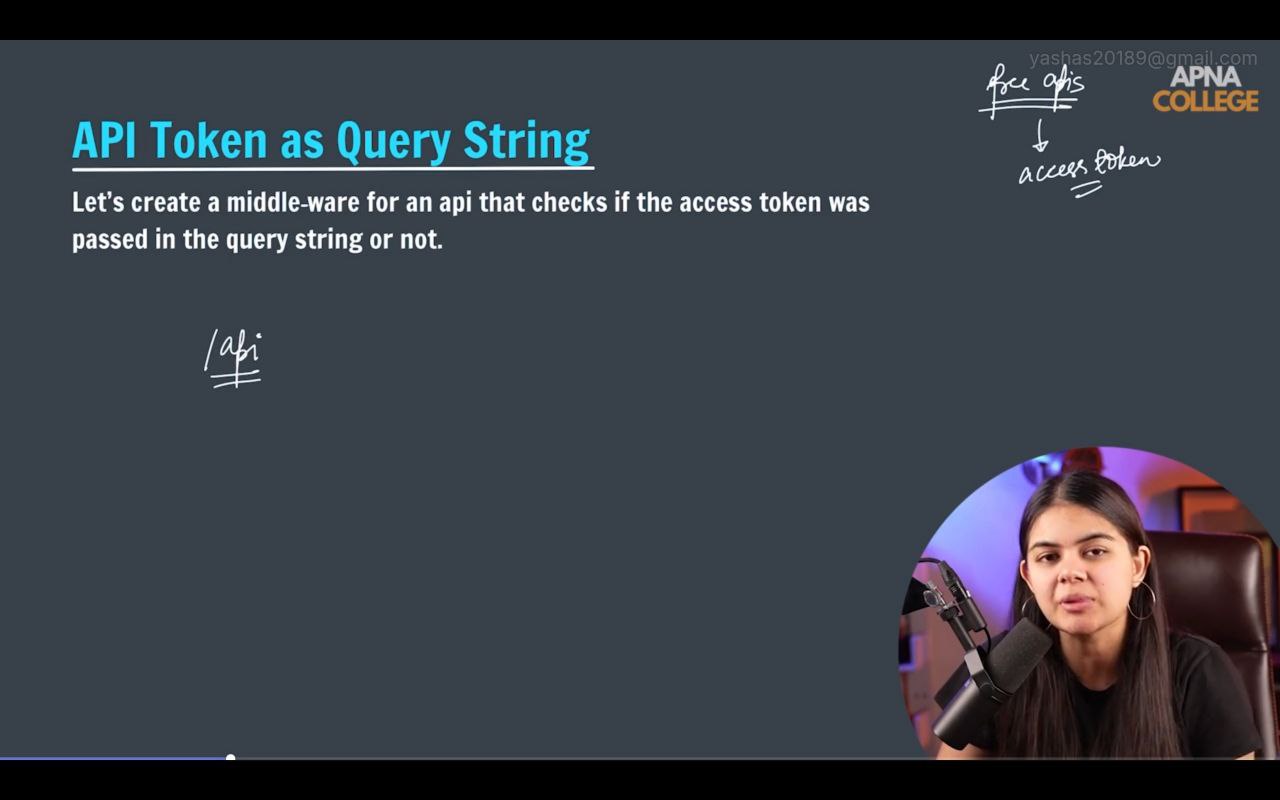 yashas20189@gmail.com
free apis
APNA
COLLEGE
access token
API Token as Query String
Let's create a middle-ware for an api that checks if the access token was
passed in the query string or not.
/api